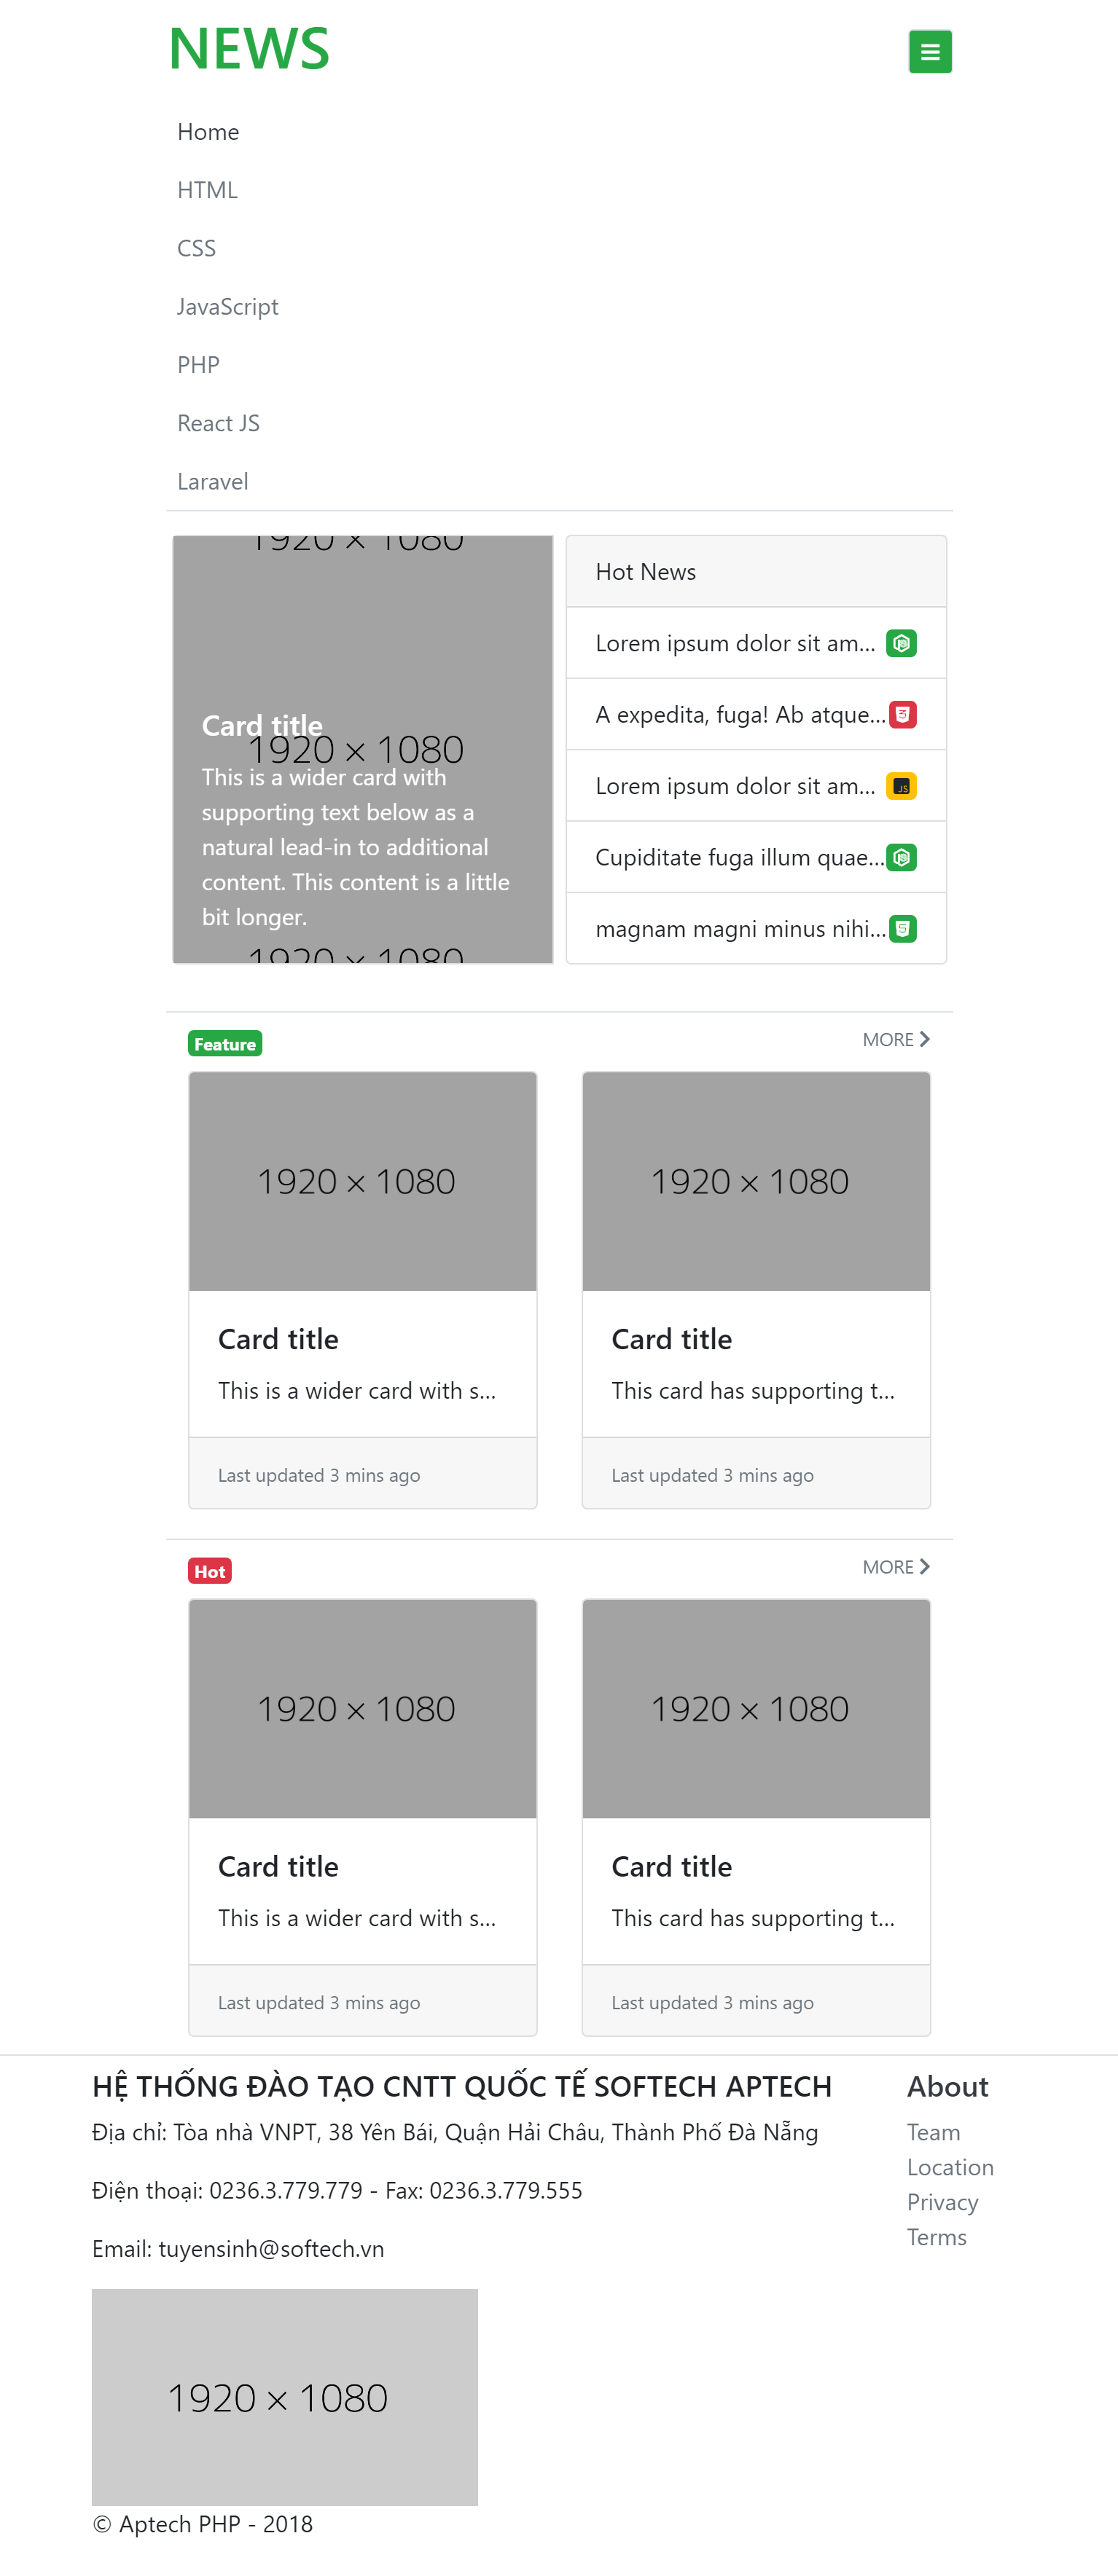 NEWS
Home
HTML
CSS
JavaScript
PHP
React JS
Laravel
1920 × 1080
Card title
1920 × 1080
This is a wider card with
supporting text below as a
natural lead-in to additional
content. This content is a little
bit longer.
1920 × 1080
Hot News
Lorem ipsum dolor sit am...
A expedita, fuga! Ab atque...
Lorem ipsum dolor sit am...
JS
Cupiditate fuga illum quae...
magnam magni minus nihi...
Feature
MORE
1920 × 1080
1920 × 1080
Card title
This is a wider card with s...
Last updated 3 mins ago
Card title
This card has supporting t...
Last updated 3 mins ago
Hot
MORE
1920 × 1080
1920 × 1080
Card title
This is a wider card with s...
Last updated 3 mins ago
Card title
This card has supporting t...
Last updated 3 mins ago
HỆ THỐNG ĐÀO TẠO CNTT QUỐC TẾ SOFTECH APTECH
Địa chỉ: Tòa nhà VNPT, 38 Yên Bái, Quận Hải Châu, Thành Phố Đà Nẵng
Điện thoại: 0236.3.779.779 - Fax: 0236.3.779.555
Email: tuyensinh@softech.vn
1920 × 1080
© Aptech PHP - 2018
About
Team
Location
Privacy
Terms